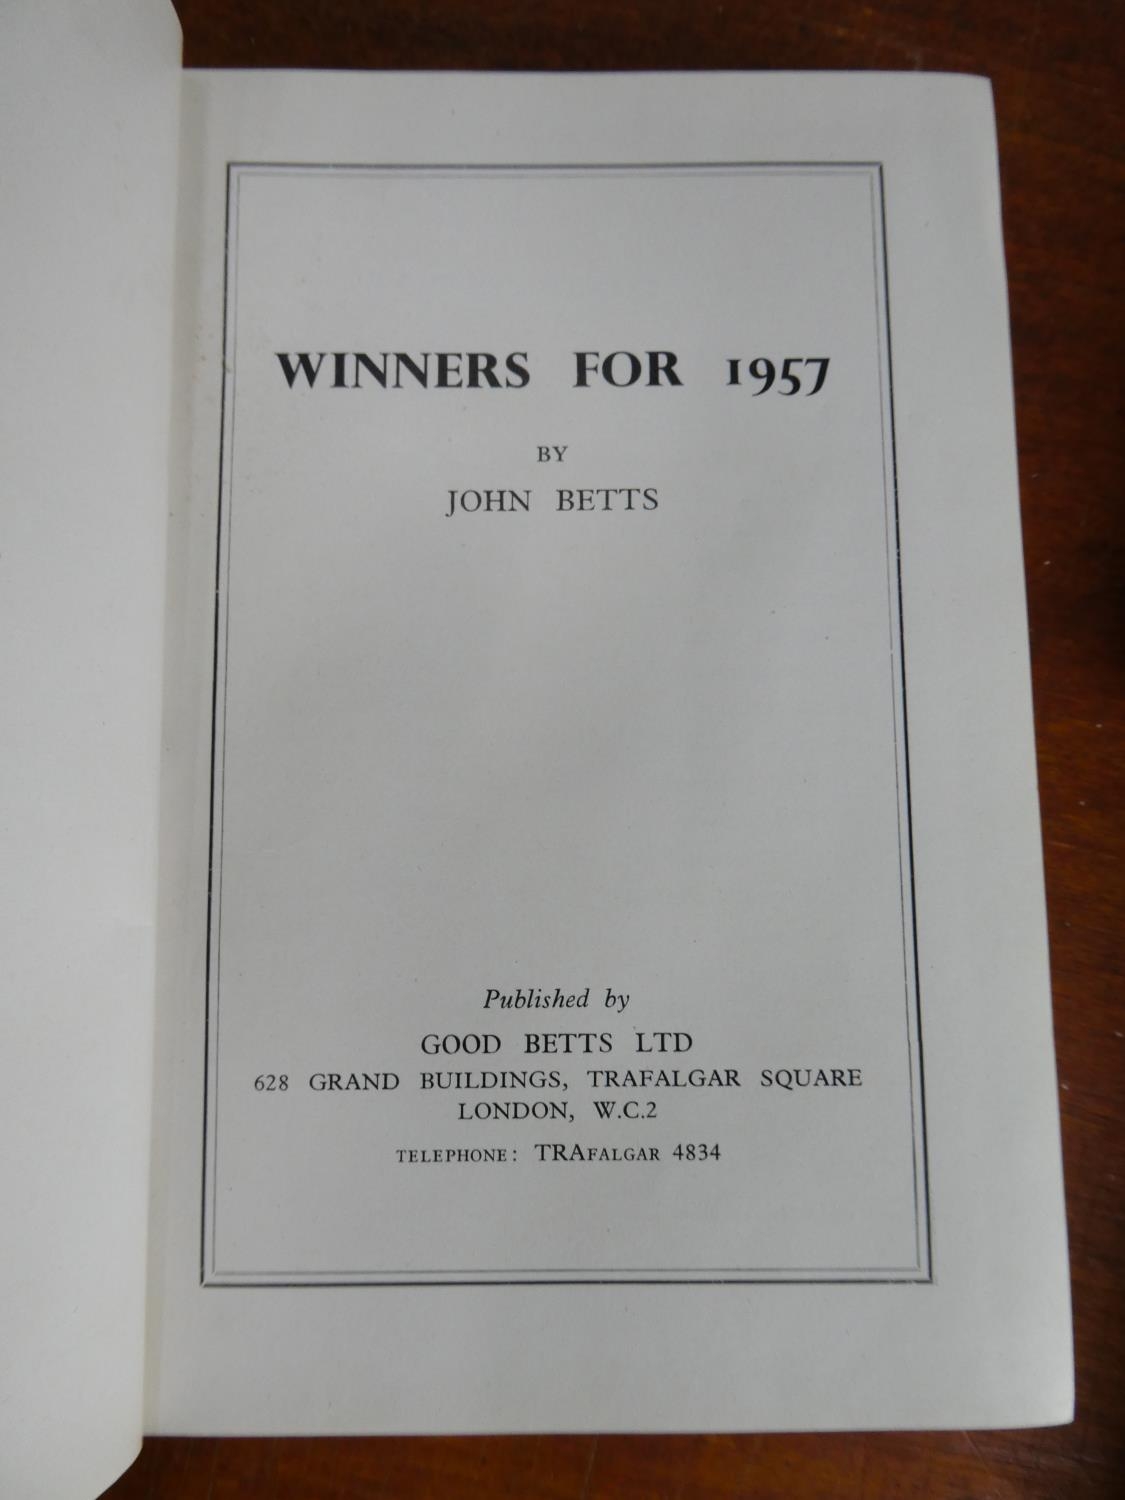 WINNERS FOR 1957
BY
JOHN BETTS
Published by
GOOD BETTS LTD
628 GRAND BUILDINGS, TRAFALGAR SQUARE
LONDON, W.C.2
TELEPHONE: TRAFALGAR 4834